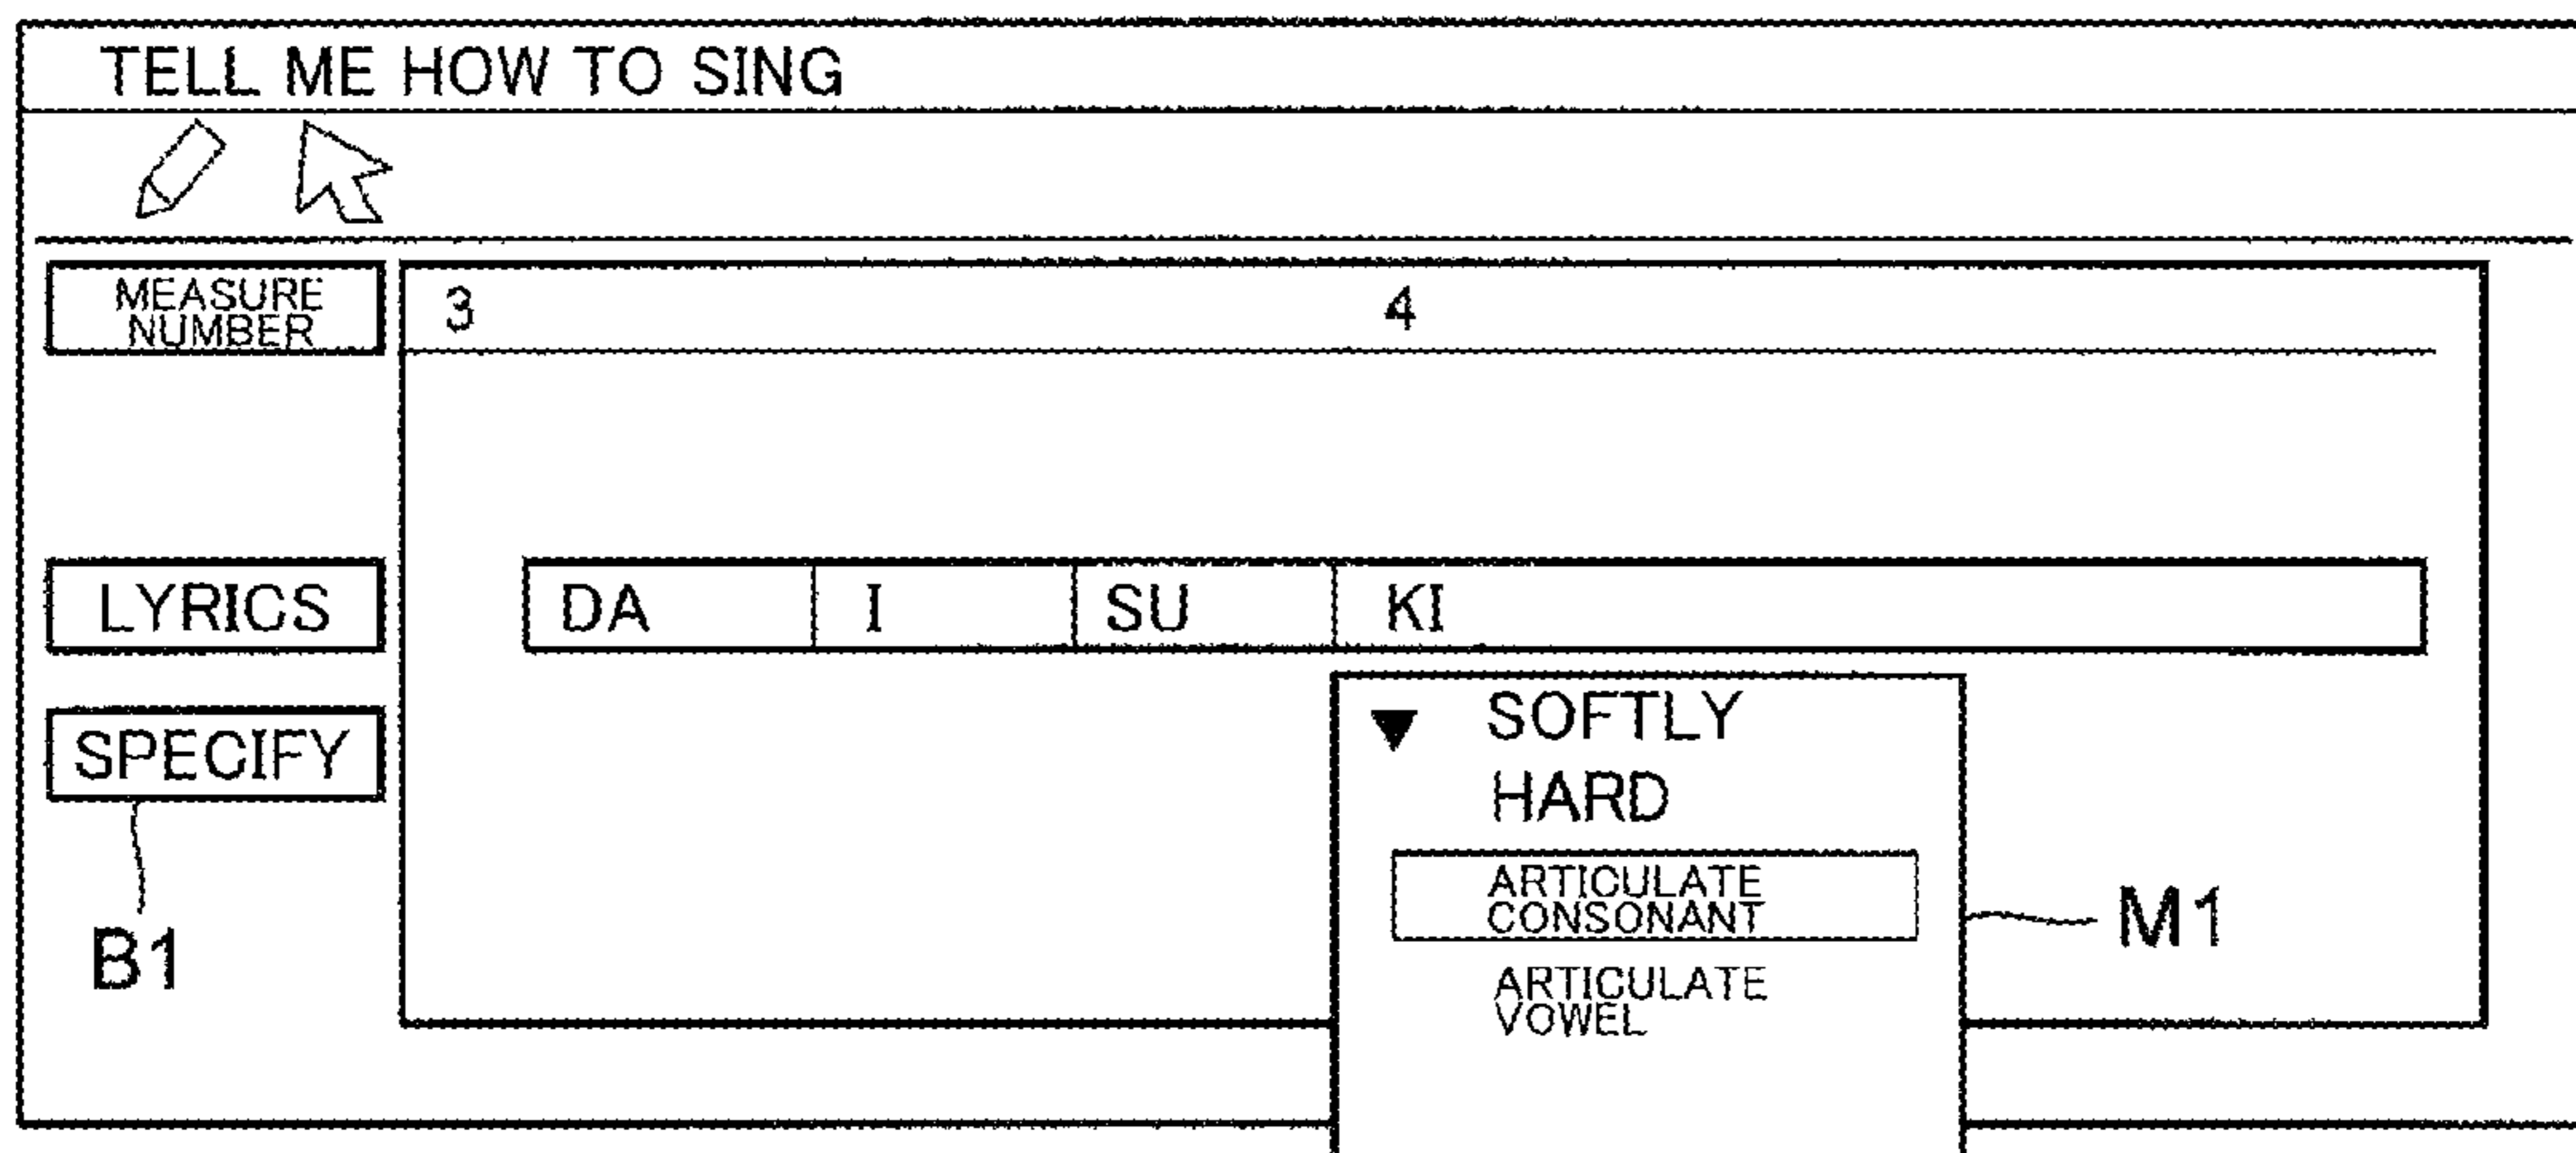 TELL ME HOW TO SING
MEASURE
NUMBER
3 4
LYRICS
DA I SU KI
SPECIFY
B1
SOFTLY
HARD
ARTICULATE
CONSONANT
ARTICULATE
VOWEL
M1